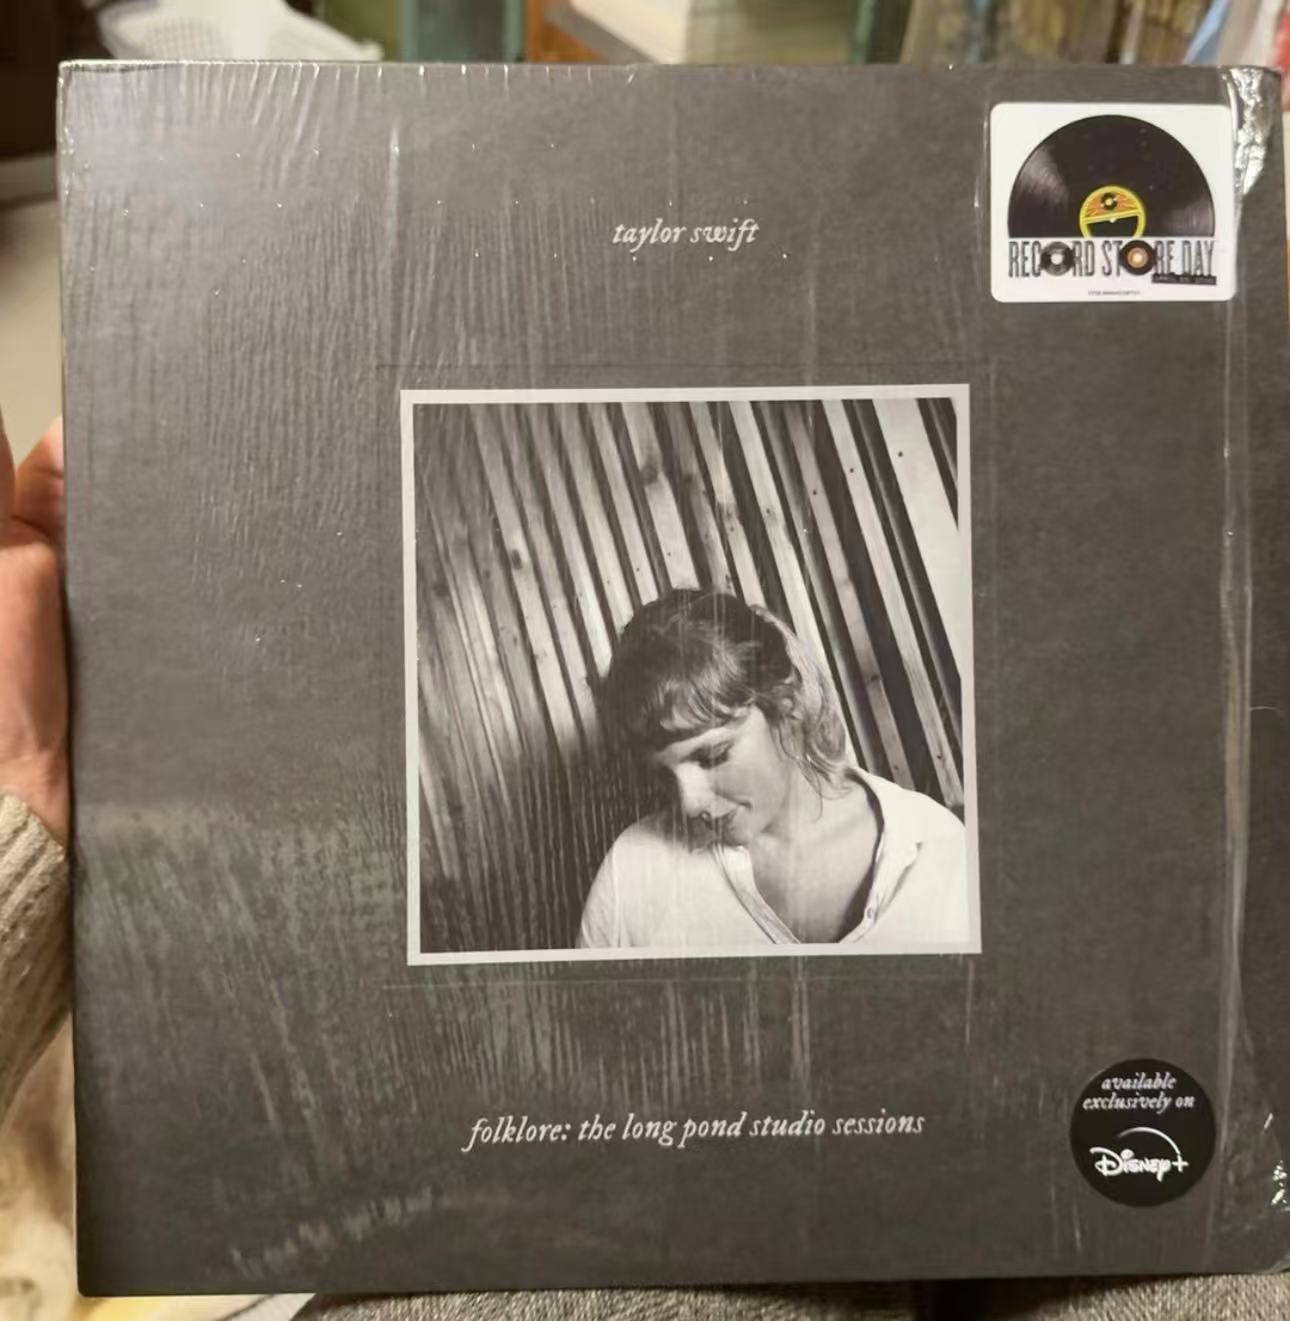 taylor swift
RECORD STORE DAY
folklore: the long pond studio sessions
available
exclusively on
Disney+